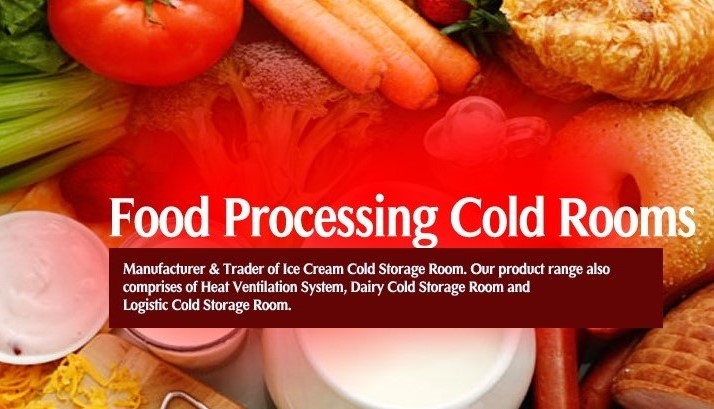 Food Processing Cold Rooms
Manufacturer & Trader of Ice Cream Cold Storage Room. Our product range also
comprises of Heat Ventilation System, Dairy Cold Storage Room and
Logistic Cold Storage Room.